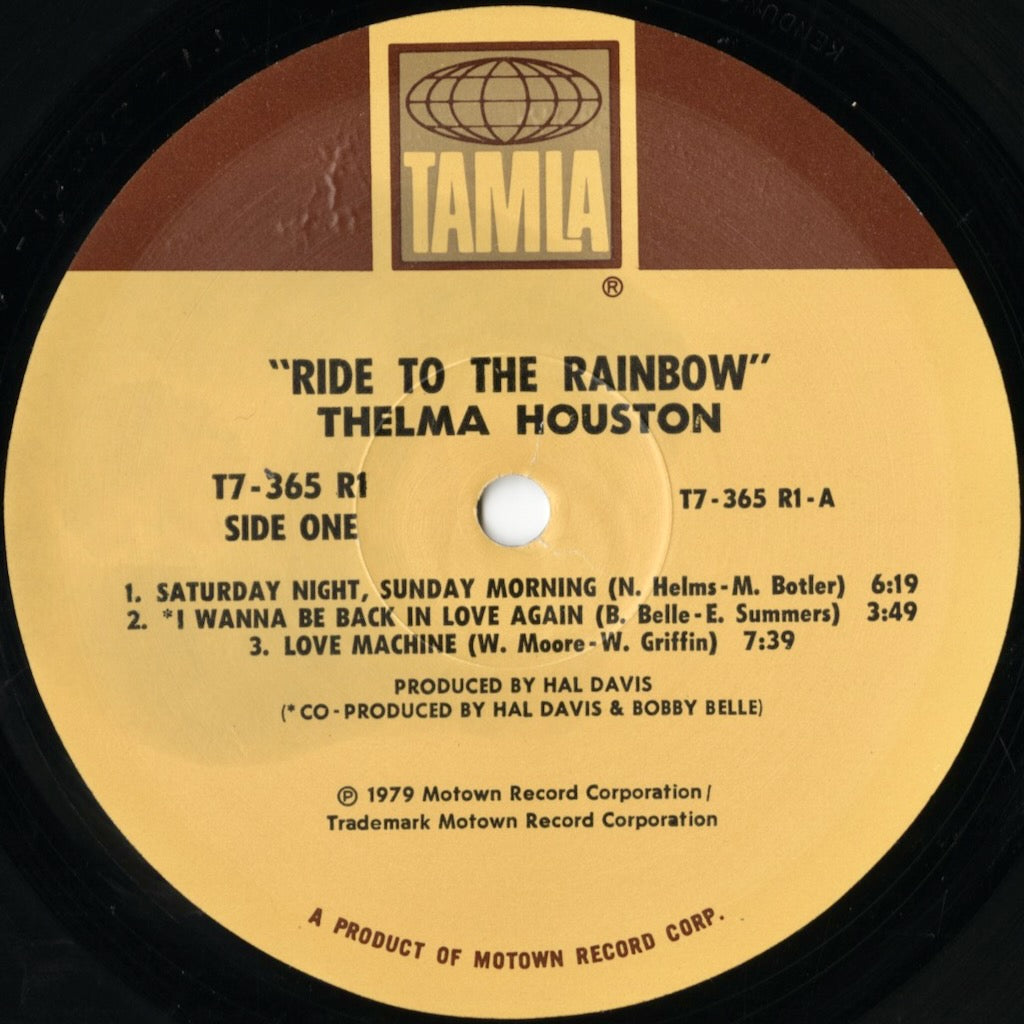 TAMLA
®
"RIDE TO THE RAINBOW"
THELMA HOUSTON
T7-365 R1
SIDE ONE
T7-365 R1-A
1. SATURDAY NIGHT, SUNDAY MORNING (N. Helms-M. Botler) 6:19
2. *I WANNA BE BACK IN LOVE AGAIN (B. Belle-E. Summers) 3:49
3. LOVE MACHINE (W. Moore-W. Griffin) 7:39
PRODUCED BY HAL DAVIS
(*CO-PRODUCED BY HAL DAVIS & BOBBY BELLE)
℗ 1979 Motown Record Corporation/
Trademark Motown Record Corporation
A PRODUCT OF MOTOWN RECORD CORP.